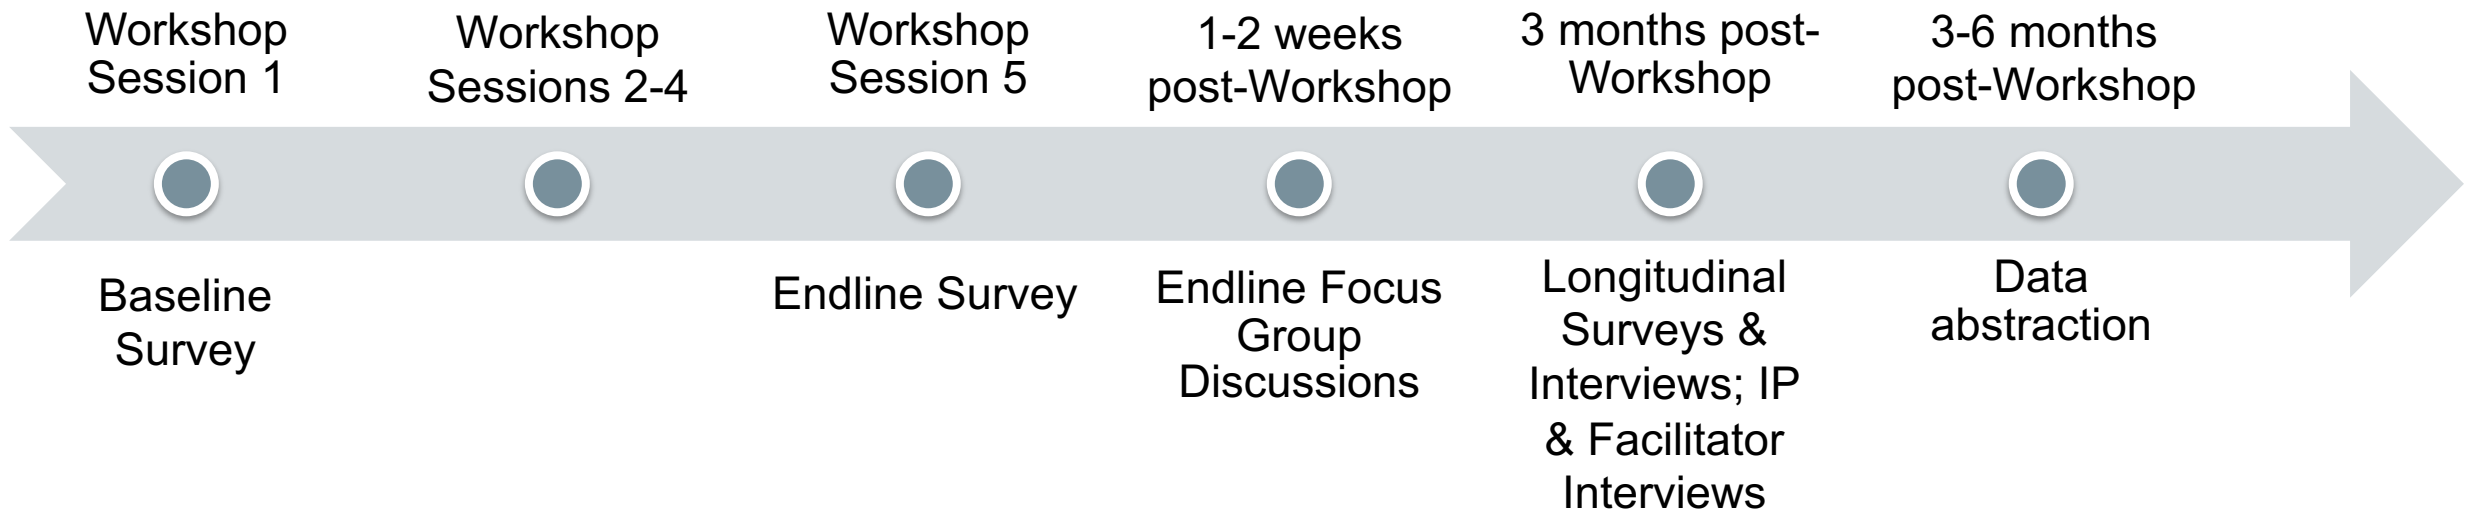 Workshop
Session 1
Workshop
Sessions 2-4
Workshop
Session 5
1-2 weeks
post-Workshop
3 months post-
Workshop
3-6 months
post-Workshop
Baseline
Survey
Endline Survey
Endline Focus
Group
Discussions
Longitudinal
Surveys &
Interviews; IP
& Facilitator
Interviews
Data
abstraction